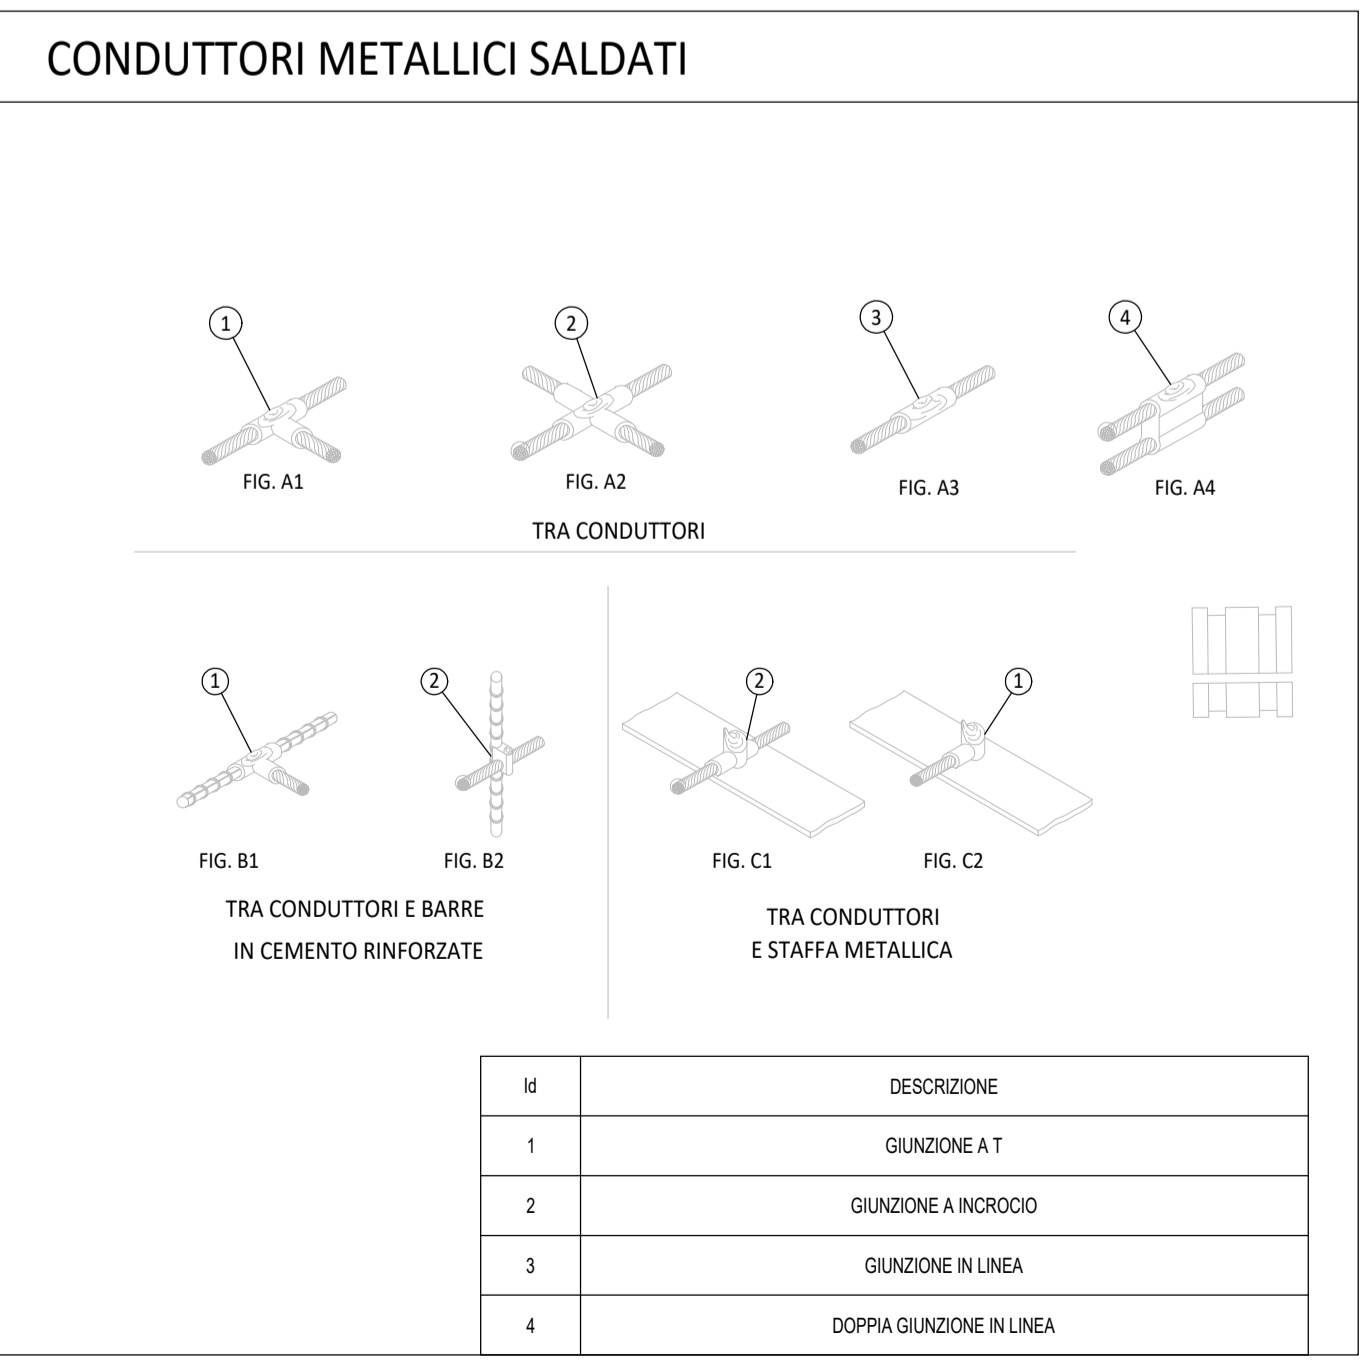 CONDUTTORI METALLICI SALDATI
1
2
3
4
FIG. A1
FIG. A2
FIG. A3
FIG. A4
TRA CONDUTTORI
1
2
2
1
FIG. B1
FIG. B2
FIG. C1
FIG. C2
TRA CONDUTTORI E BARRE
IN CEMENTO RINFORZATE
TRA CONDUTTORI
E STAFFA METALLICA
Id DESCRIZIONE
1 GIUNZIONE A T
2 GIUNZIONE A INCROCIO
3 GIUNZIONE IN LINEA
4 DOPPIA GIUNZIONE IN LINEA